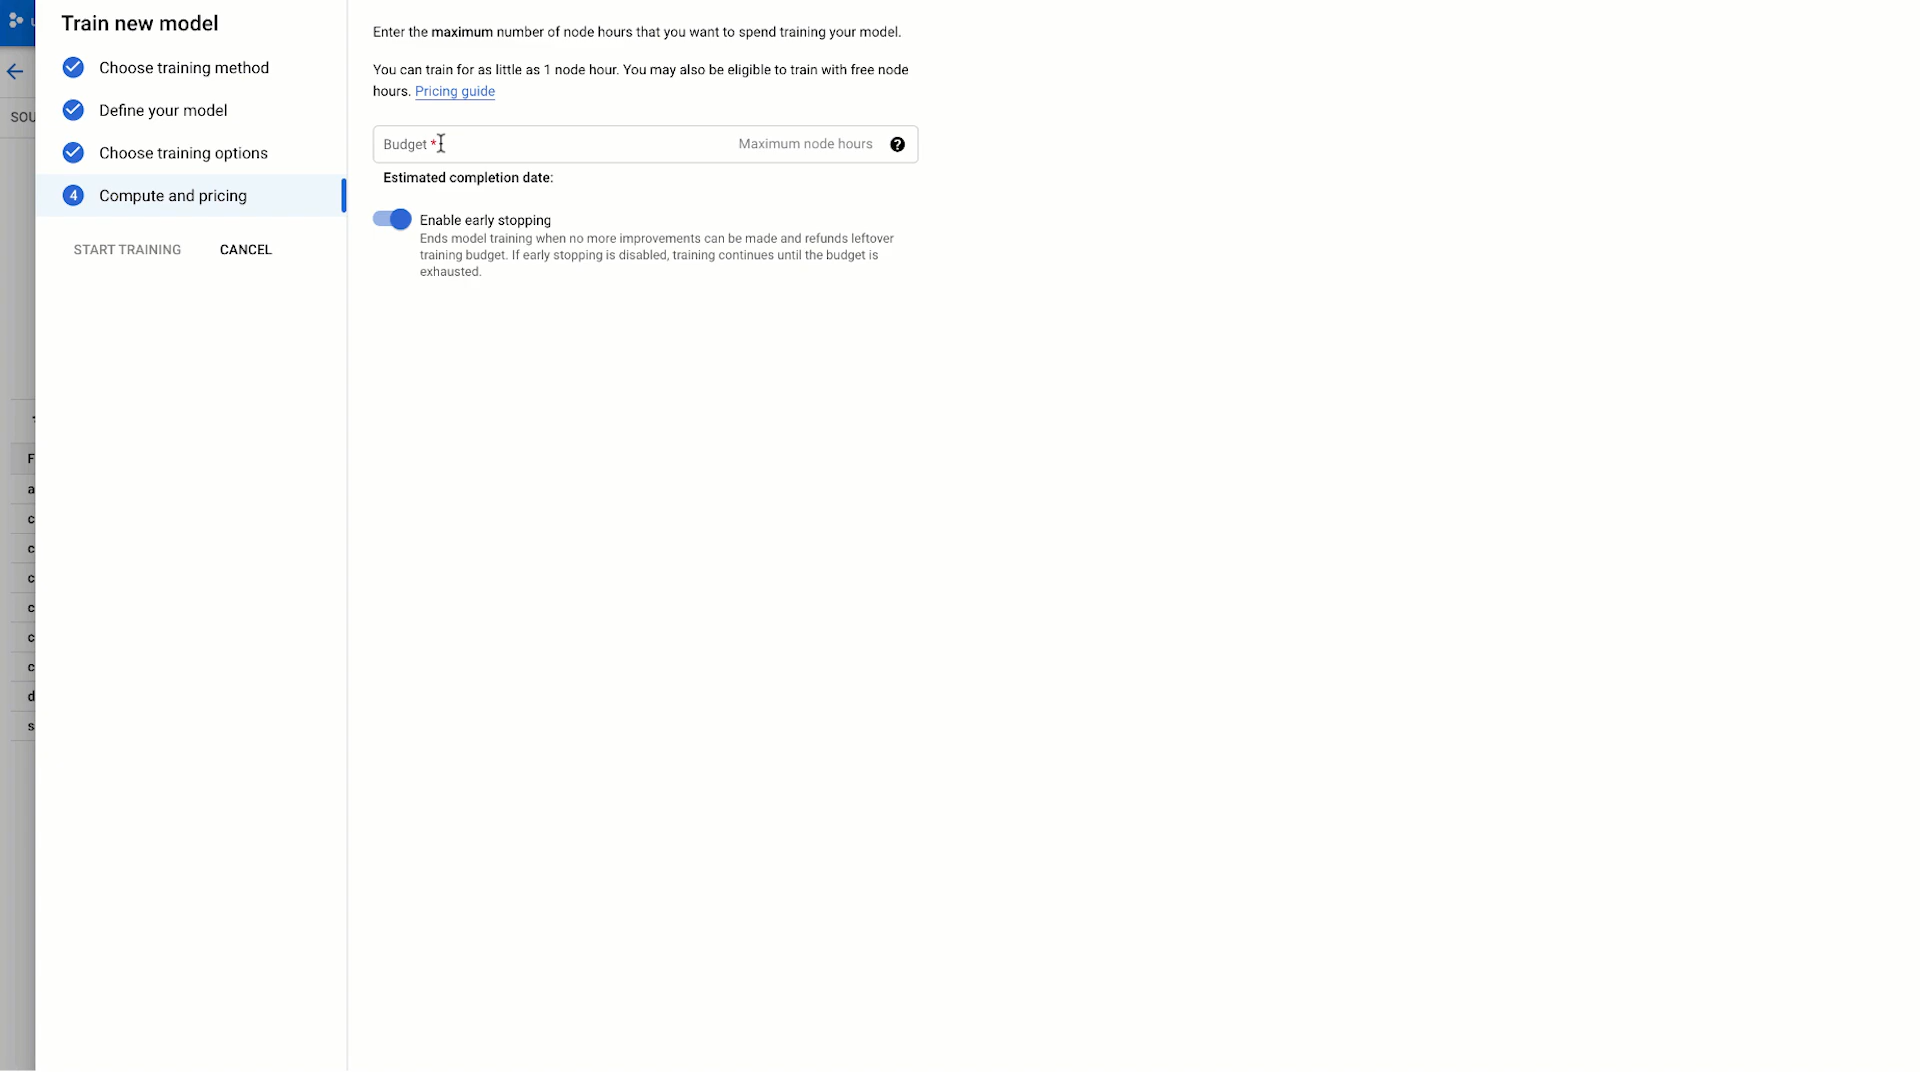 Train new model
Choose training method
Define your model
Choose training options
4 Compute and pricing
START TRAINING CANCEL
Enter the maximum number of node hours that you want to spend training your model.
You can train for as little as 1 node hour. You may also be eligible to train with free node
hours. Pricing guide
Budget * Maximum node hours ?
Estimated completion date:
Enable early stopping
Ends model training when no more improvements can be made and refunds leftover
training budget. If early stopping is disabled, training continues until the budget is
exhausted.
SOU
F
a
c
c
c
c
c
c
d
s